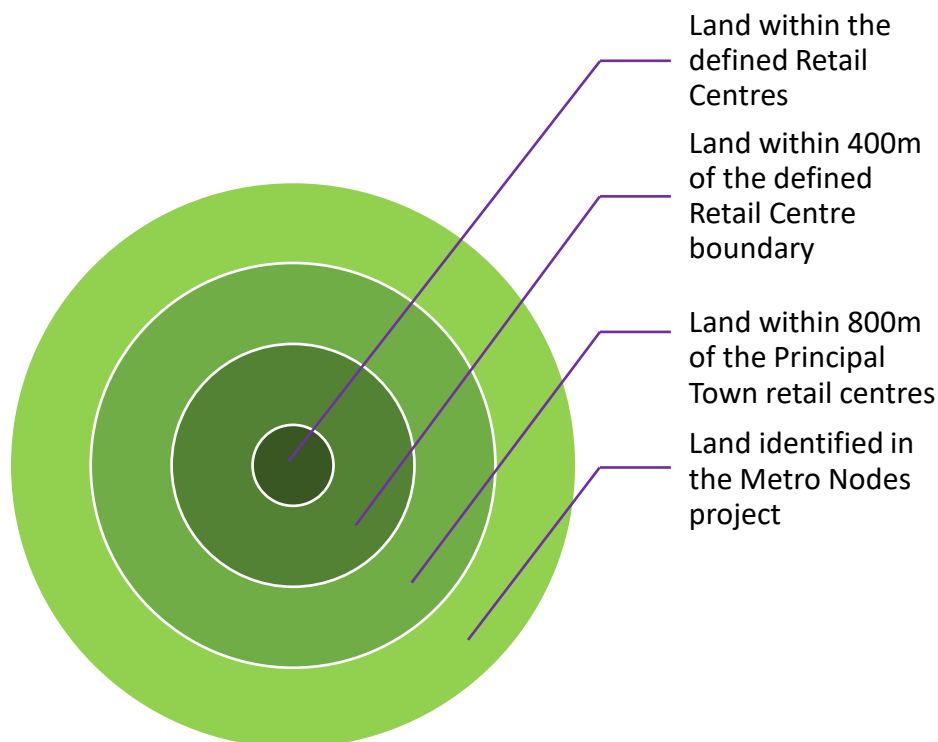 Land within the
defined Retail
Centres
Land within 400m
of the defined
Retail Centre
boundary
Land within 800m
of the Principal
Town retail centres
Land identified in
the Metro Nodes
project